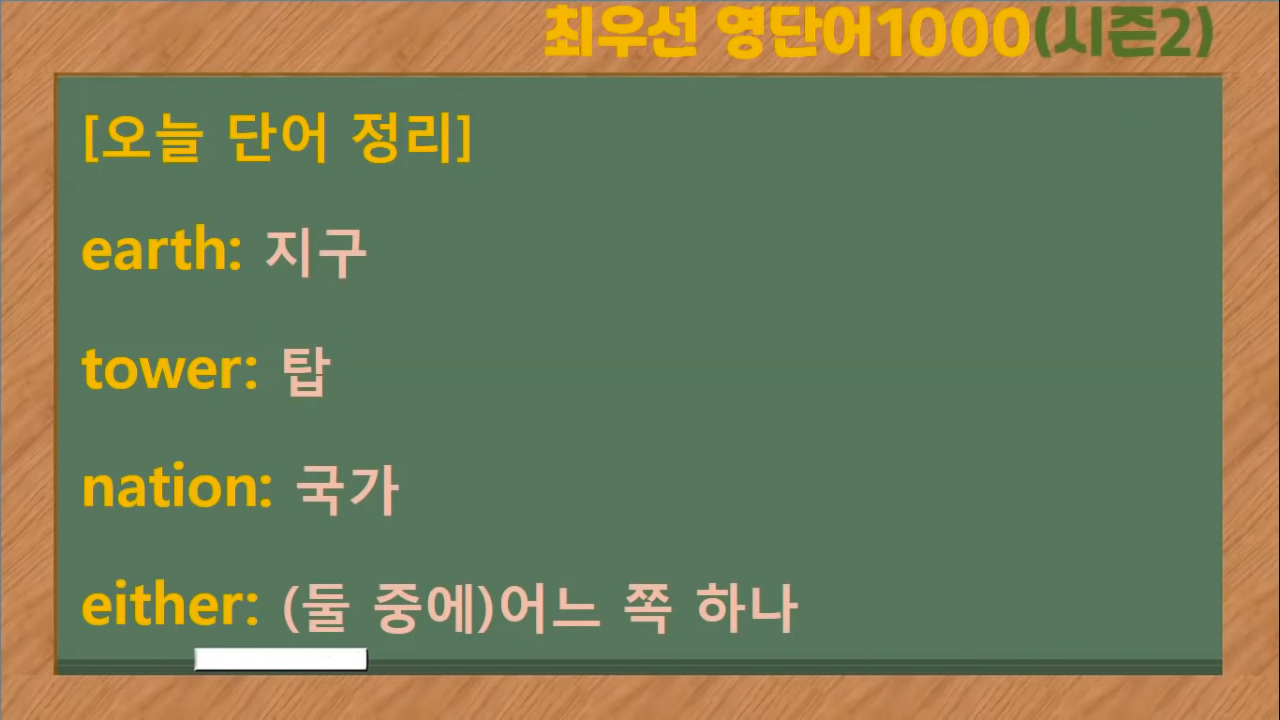 최우선 영단어1000(시즌2)
[오늘 단어 정리]
earth: 지구
tower: 탑
nation: 국가
either: (둘 중에)어느 쪽 하나